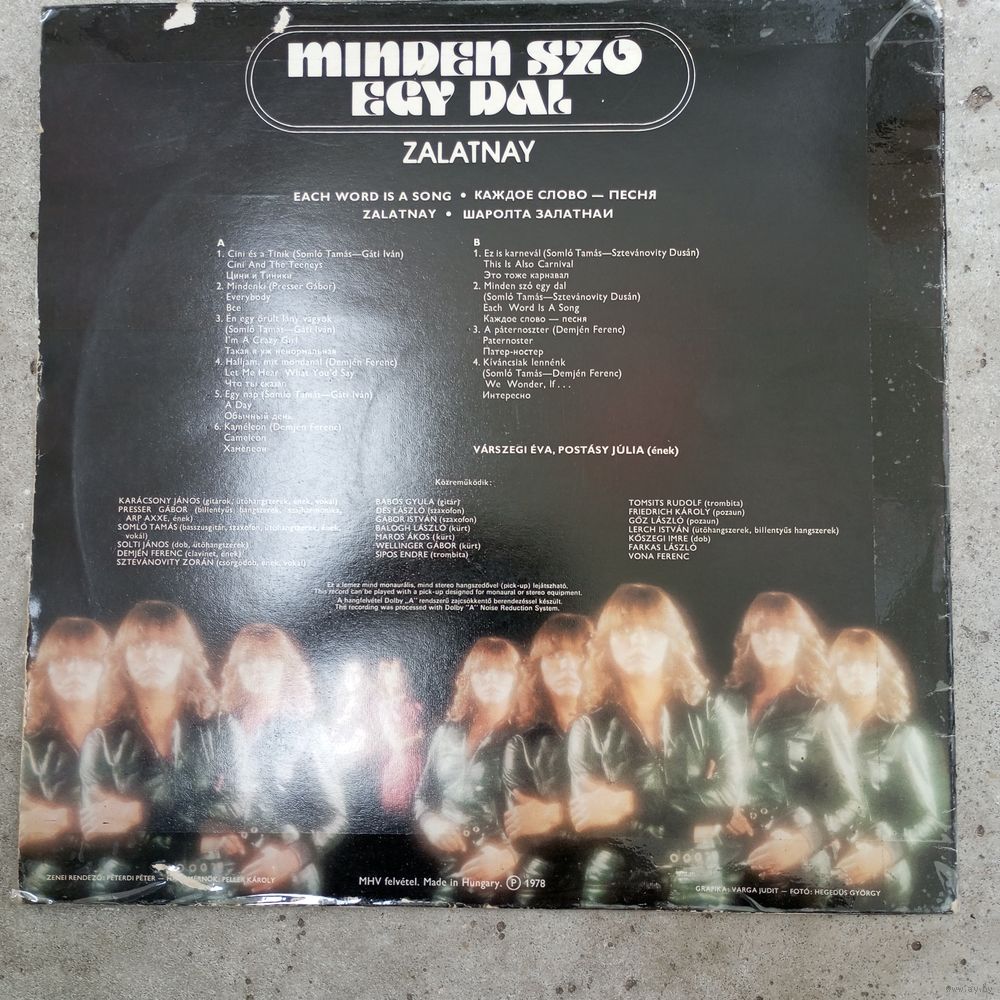 MINDEN SZÓ
EGY DAL
ZALATNAY
EACH WORD IS A SONG • КАЖДОЕ СЛОВО — ПЕСНЯ
ZALATNAY • ШАРОЛТА ЗАЛАТНАИ
A
1. Cini és a Tinik (Somló Tamás—Gáti Iván)
Cini And The Teeneys
Цини и Тиники
2. Mindenki (Presser Gábor)
Everybody
Все
3. Én egy őrült lány vagyok
(Somló Tamás—Gáti Iván)
I'm A Crazy Girl
Такая я уж ненормальная
4. Halljam, mit mondanál (Demjén Ferenc)
Let Me Hear What You'd Say
Что ты сказал
5. Egy nap (Somló Tamás—Gáti Iván)
A Day
Обычный день
6. Kaméleon (Demjén Ferenc)
Cameleon
Хамелеон
B
1. Ez is karnevál (Somló Tamás—Sztevánovity Dusán)
This Is Also Carnival
Это тоже карнавал
2. Minden szó egy dal
(Somló Tamás—Sztevánovity Dusán)
Each Word Is A Song
Каждое слово — песня
3. A páternoszter (Demjén Ferenc)
Paternoster
Патер-ностер
4. Kíváncsiak lennénk
(Somló Tamás—Demjén Ferenc)
We Wonder, If . . .
Интересно
VÁRSZEGI ÉVA, POSTÁSY JÚLIA (ének)
Közreműködik:
KARÁCSONY JÁNOS (gitárok, ütőhangszerek, ének, vokál)
PRESSER GÁBOR (billentyűs hangszerek, szájharmonika,
ARP AXXE, ének)
SOMLÓ TAMÁS (basszusgitár, szaxofon, ütőhangszerek, ének,
vokál)
SOLTI JÁNOS (dob, ütőhangszerek)
DEMJÉN FERENC (clavinet, ének)
SZTEVÁNOVITY ZORÁN (csörgődob, ének, vokál)
BABOS GYULA (gitár)
DÉS LÁSZLÓ (szaxofon)
GÁBOR ISTVÁN (szaxofon)
BALOGH LÁSZLÓ (kürt)
MAROS ÁKOS (kürt)
WELLINGER GÁBOR (kürt)
SIPOS ENDRE (trombita)
TOMSITS RUDOLF (trombita)
FRIEDRICH KÁROLY (pozaun)
GŐZ LÁSZLÓ (pozaun)
LERCH ISTVÁN (ütőhangszerek, billentyűs hangszerek)
KŐSZEGI IMRE (dob)
FARKAS LÁSZLÓ
VONA FERENC
Ez a lemez mind monaurális, mind stereo hangszedővel (pick-up) lejátszható.
This record can be played with a pick-up designed for monaural or stereo equipment.
A hangfelvétel Dolby „A" rendszerű zajcsökkentő berendezéssel készült.
The recording was processed with Dolby "A" Noise Reduction System.
ZENEI RENDEZŐ: PÉTERDI PÉTER — PELLER KÁROLY
MHV felvétel. Made in Hungary. Ⓟ 1978
GRAFIKA: VARGA JUDIT — FOTÓ: HEGEDŰS GYÖRGY
www.ay.by